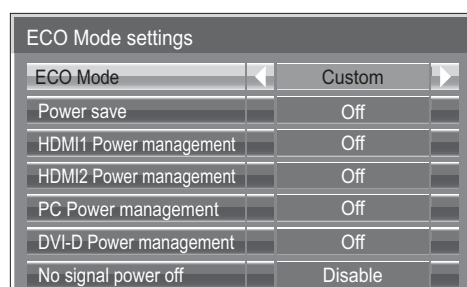 ECO Mode settings
ECO Mode Custom
Power save Off
HDMI1 Power management Off
HDMI2 Power management Off
PC Power management Off
DVI-D Power management Off
No signal power off Disable